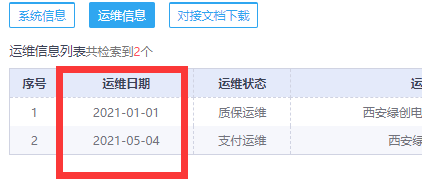 系统信息 运维信息 对接文档下载
运维信息列表共检索到2个
序号 运维日期 运维状态 运
1 2021-01-01 质保运维 西安绿创电
2 2021-05-04 支付运维 西安绿